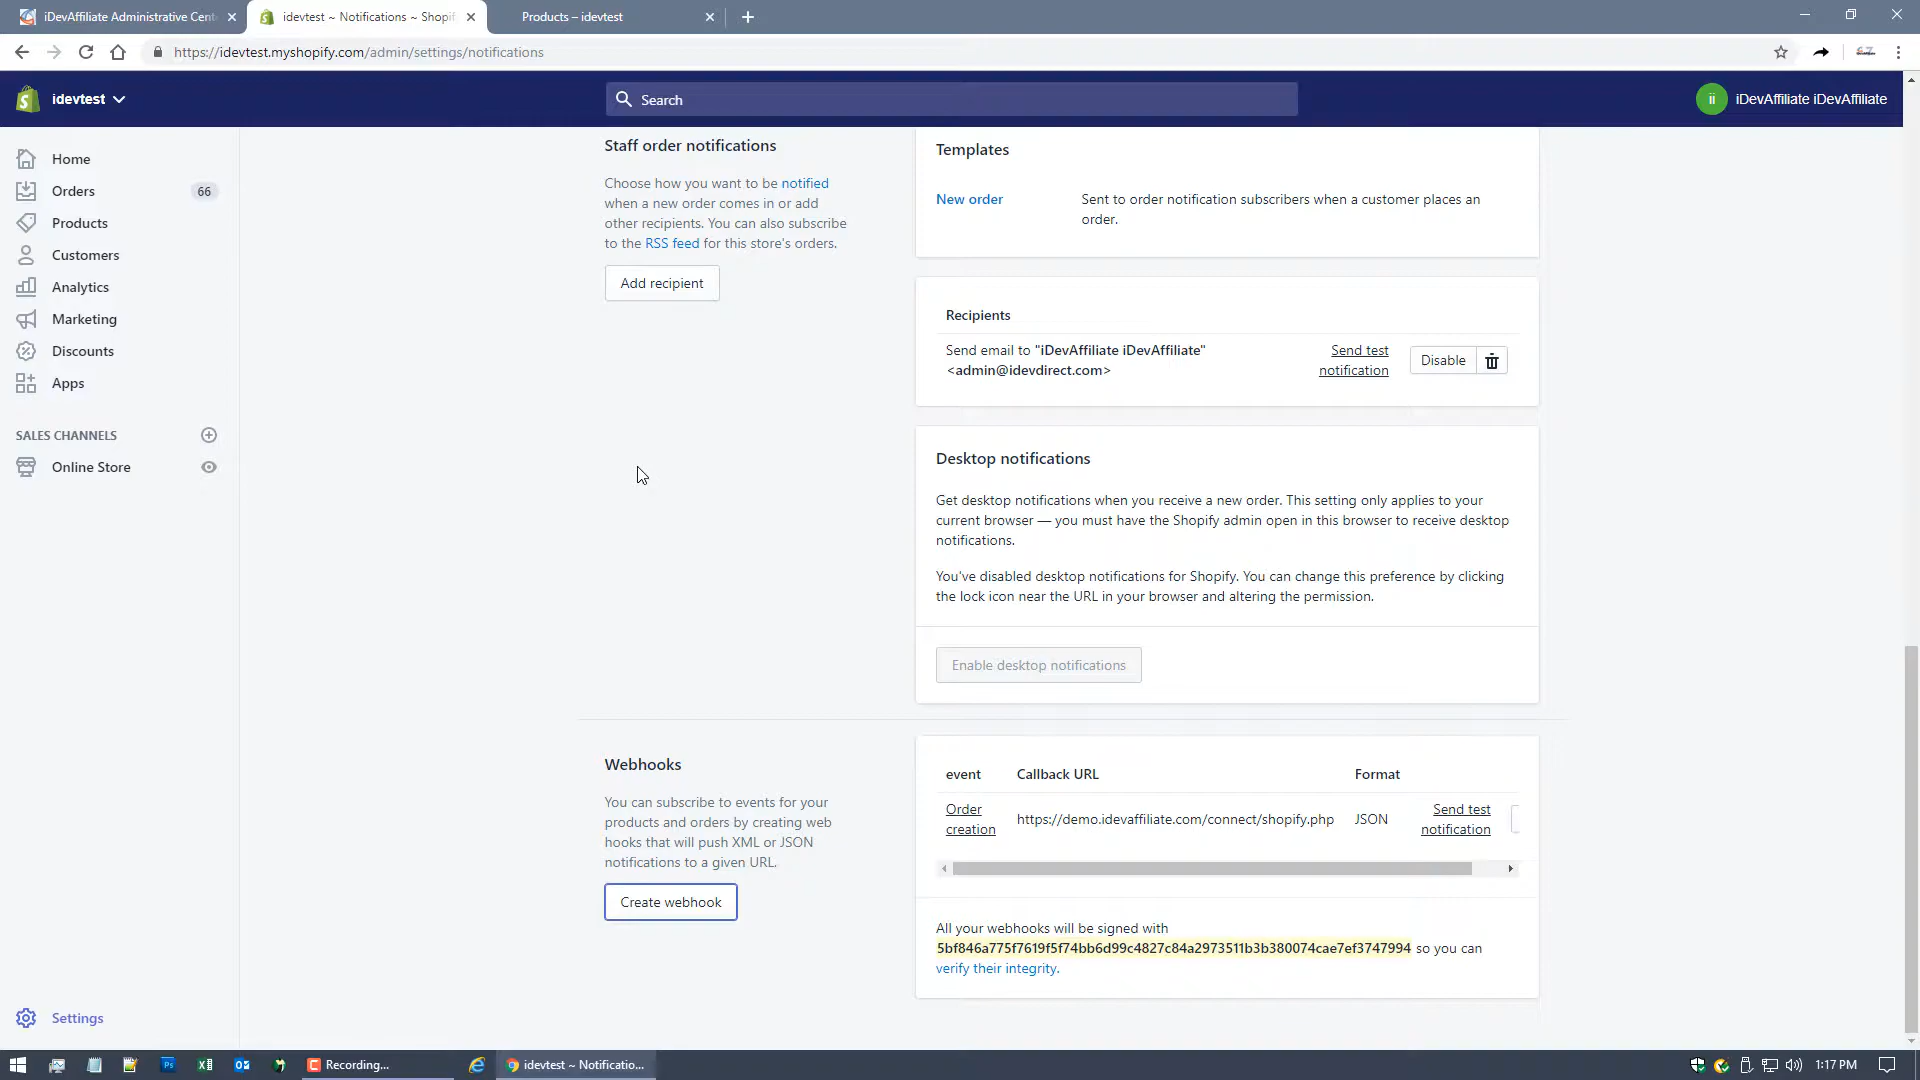 iDevAffiliate Administrative Cent
idevtest ~ Notifications ~ Shopif
Products – idevtest
https://idevtest.myshopify.com/admin/settings/notifications
idevtest
Search
ii
iDevAffiliate iDevAffiliate
Home
Orders
66
Products
Customers
Analytics
Marketing
Discounts
Apps
SALES CHANNELS
Online Store
Settings
Staff order notifications
Choose how you want to be notified
when a new order comes in or add
other recipients. You can also subscribe
to the RSS feed for this store's orders.
Add recipient
Templates
New order
Sent to order notification subscribers when a customer places an
order.
Recipients
Send email to "iDevAffiliate iDevAffiliate"
<admin@idevdirect.com>
Send test
notification
Disable
Desktop notifications
Get desktop notifications when you receive a new order. This setting only applies to your
current browser — you must have the Shopify admin open in this browser to receive desktop
notifications.
You've disabled desktop notifications for Shopify. You can change this preference by clicking
the lock icon near the URL in your browser and altering the permission.
Enable desktop notifications
Webhooks
You can subscribe to events for your
products and orders by creating web
hooks that will push XML or JSON
notifications to a given URL.
Create webhook
event
Callback URL
Format
Order
creation
https://demo.idevaffiliate.com/connect/shopify.php
JSON
Send test
notification
All your webhooks will be signed with
5bf846a775f7619f5f74bb6d99c4827c84a2973511b3b380074cae7ef3747994 so you can
verify their integrity.
Recording...
idevtest ~ Notificatio...
1:17 PM